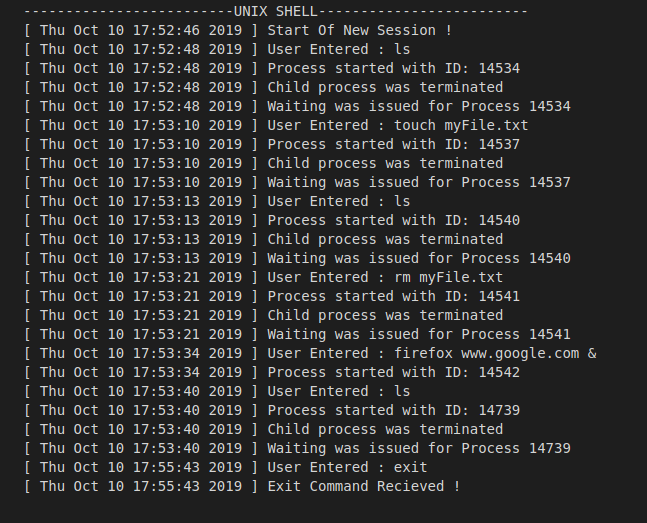 -------------------------UNIX SHELL-------------------------
[ Thu Oct 10 17:52:46 2019 ] Start Of New Session !
[ Thu Oct 10 17:52:48 2019 ] User Entered : ls
[ Thu Oct 10 17:52:48 2019 ] Process started with ID: 14534
[ Thu Oct 10 17:52:48 2019 ] Child process was terminated
[ Thu Oct 10 17:52:48 2019 ] Waiting was issued for Process 14534
[ Thu Oct 10 17:53:10 2019 ] User Entered : touch myFile.txt
[ Thu Oct 10 17:53:10 2019 ] Process started with ID: 14537
[ Thu Oct 10 17:53:10 2019 ] Child process was terminated
[ Thu Oct 10 17:53:10 2019 ] Waiting was issued for Process 14537
[ Thu Oct 10 17:53:13 2019 ] User Entered : ls
[ Thu Oct 10 17:53:13 2019 ] Process started with ID: 14540
[ Thu Oct 10 17:53:13 2019 ] Child process was terminated
[ Thu Oct 10 17:53:13 2019 ] Waiting was issued for Process 14540
[ Thu Oct 10 17:53:21 2019 ] User Entered : rm myFile.txt
[ Thu Oct 10 17:53:21 2019 ] Process started with ID: 14541
[ Thu Oct 10 17:53:21 2019 ] Child process was terminated
[ Thu Oct 10 17:53:21 2019 ] Waiting was issued for Process 14541
[ Thu Oct 10 17:53:34 2019 ] User Entered : firefox www.google.com &
[ Thu Oct 10 17:53:34 2019 ] Process started with ID: 14542
[ Thu Oct 10 17:53:40 2019 ] User Entered : ls
[ Thu Oct 10 17:53:40 2019 ] Process started with ID: 14739
[ Thu Oct 10 17:53:40 2019 ] Child process was terminated
[ Thu Oct 10 17:53:40 2019 ] Waiting was issued for Process 14739
[ Thu Oct 10 17:55:43 2019 ] User Entered : exit
[ Thu Oct 10 17:55:43 2019 ] Exit Command Recieved !